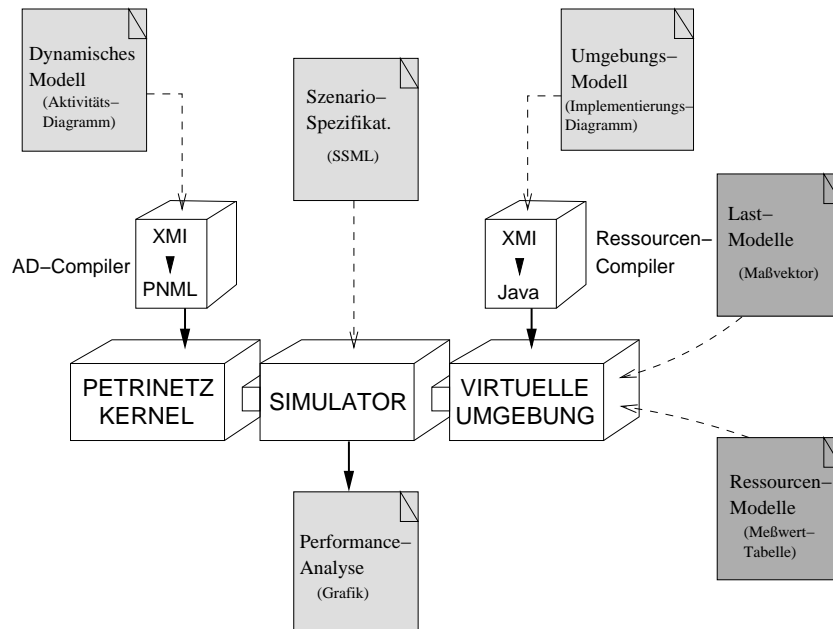 Dynamisches
Modell
(Aktivitäts–
Diagramm)
Szenario–
Spezifikat.
(SSML)
Umgebungs–
Modell
(Implementierungs–
Diagramm)
Last–
Modelle
(Maßvektor)
AD–Compiler
XMI
PNML
XMI
Java
Ressourcen–
Compiler
PETRINETZ
KERNEL
SIMULATOR
VIRTUELLE
UMGEBUNG
Ressourcen–
Modelle
(Meßwert–
Tabelle)
Performance–
Analyse
(Grafik)